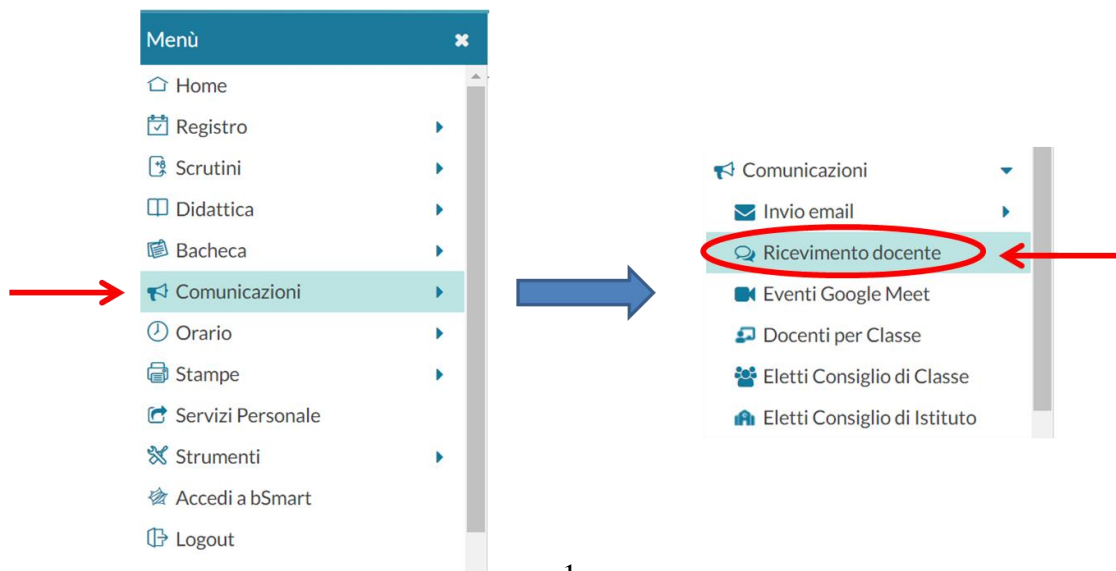 Menù
Home
Registro
Scrutini
Didattica
Bacheca
Comunicazioni
Orario
Stampe
Servizi Personale
Strumenti
Accedi a bSmart
Logout
Comunicazioni
Invio email
Ricevimento docente
Eventi Google Meet
Docenti per Classe
Eletti Consiglio di Classe
Eletti Consiglio di Istituto